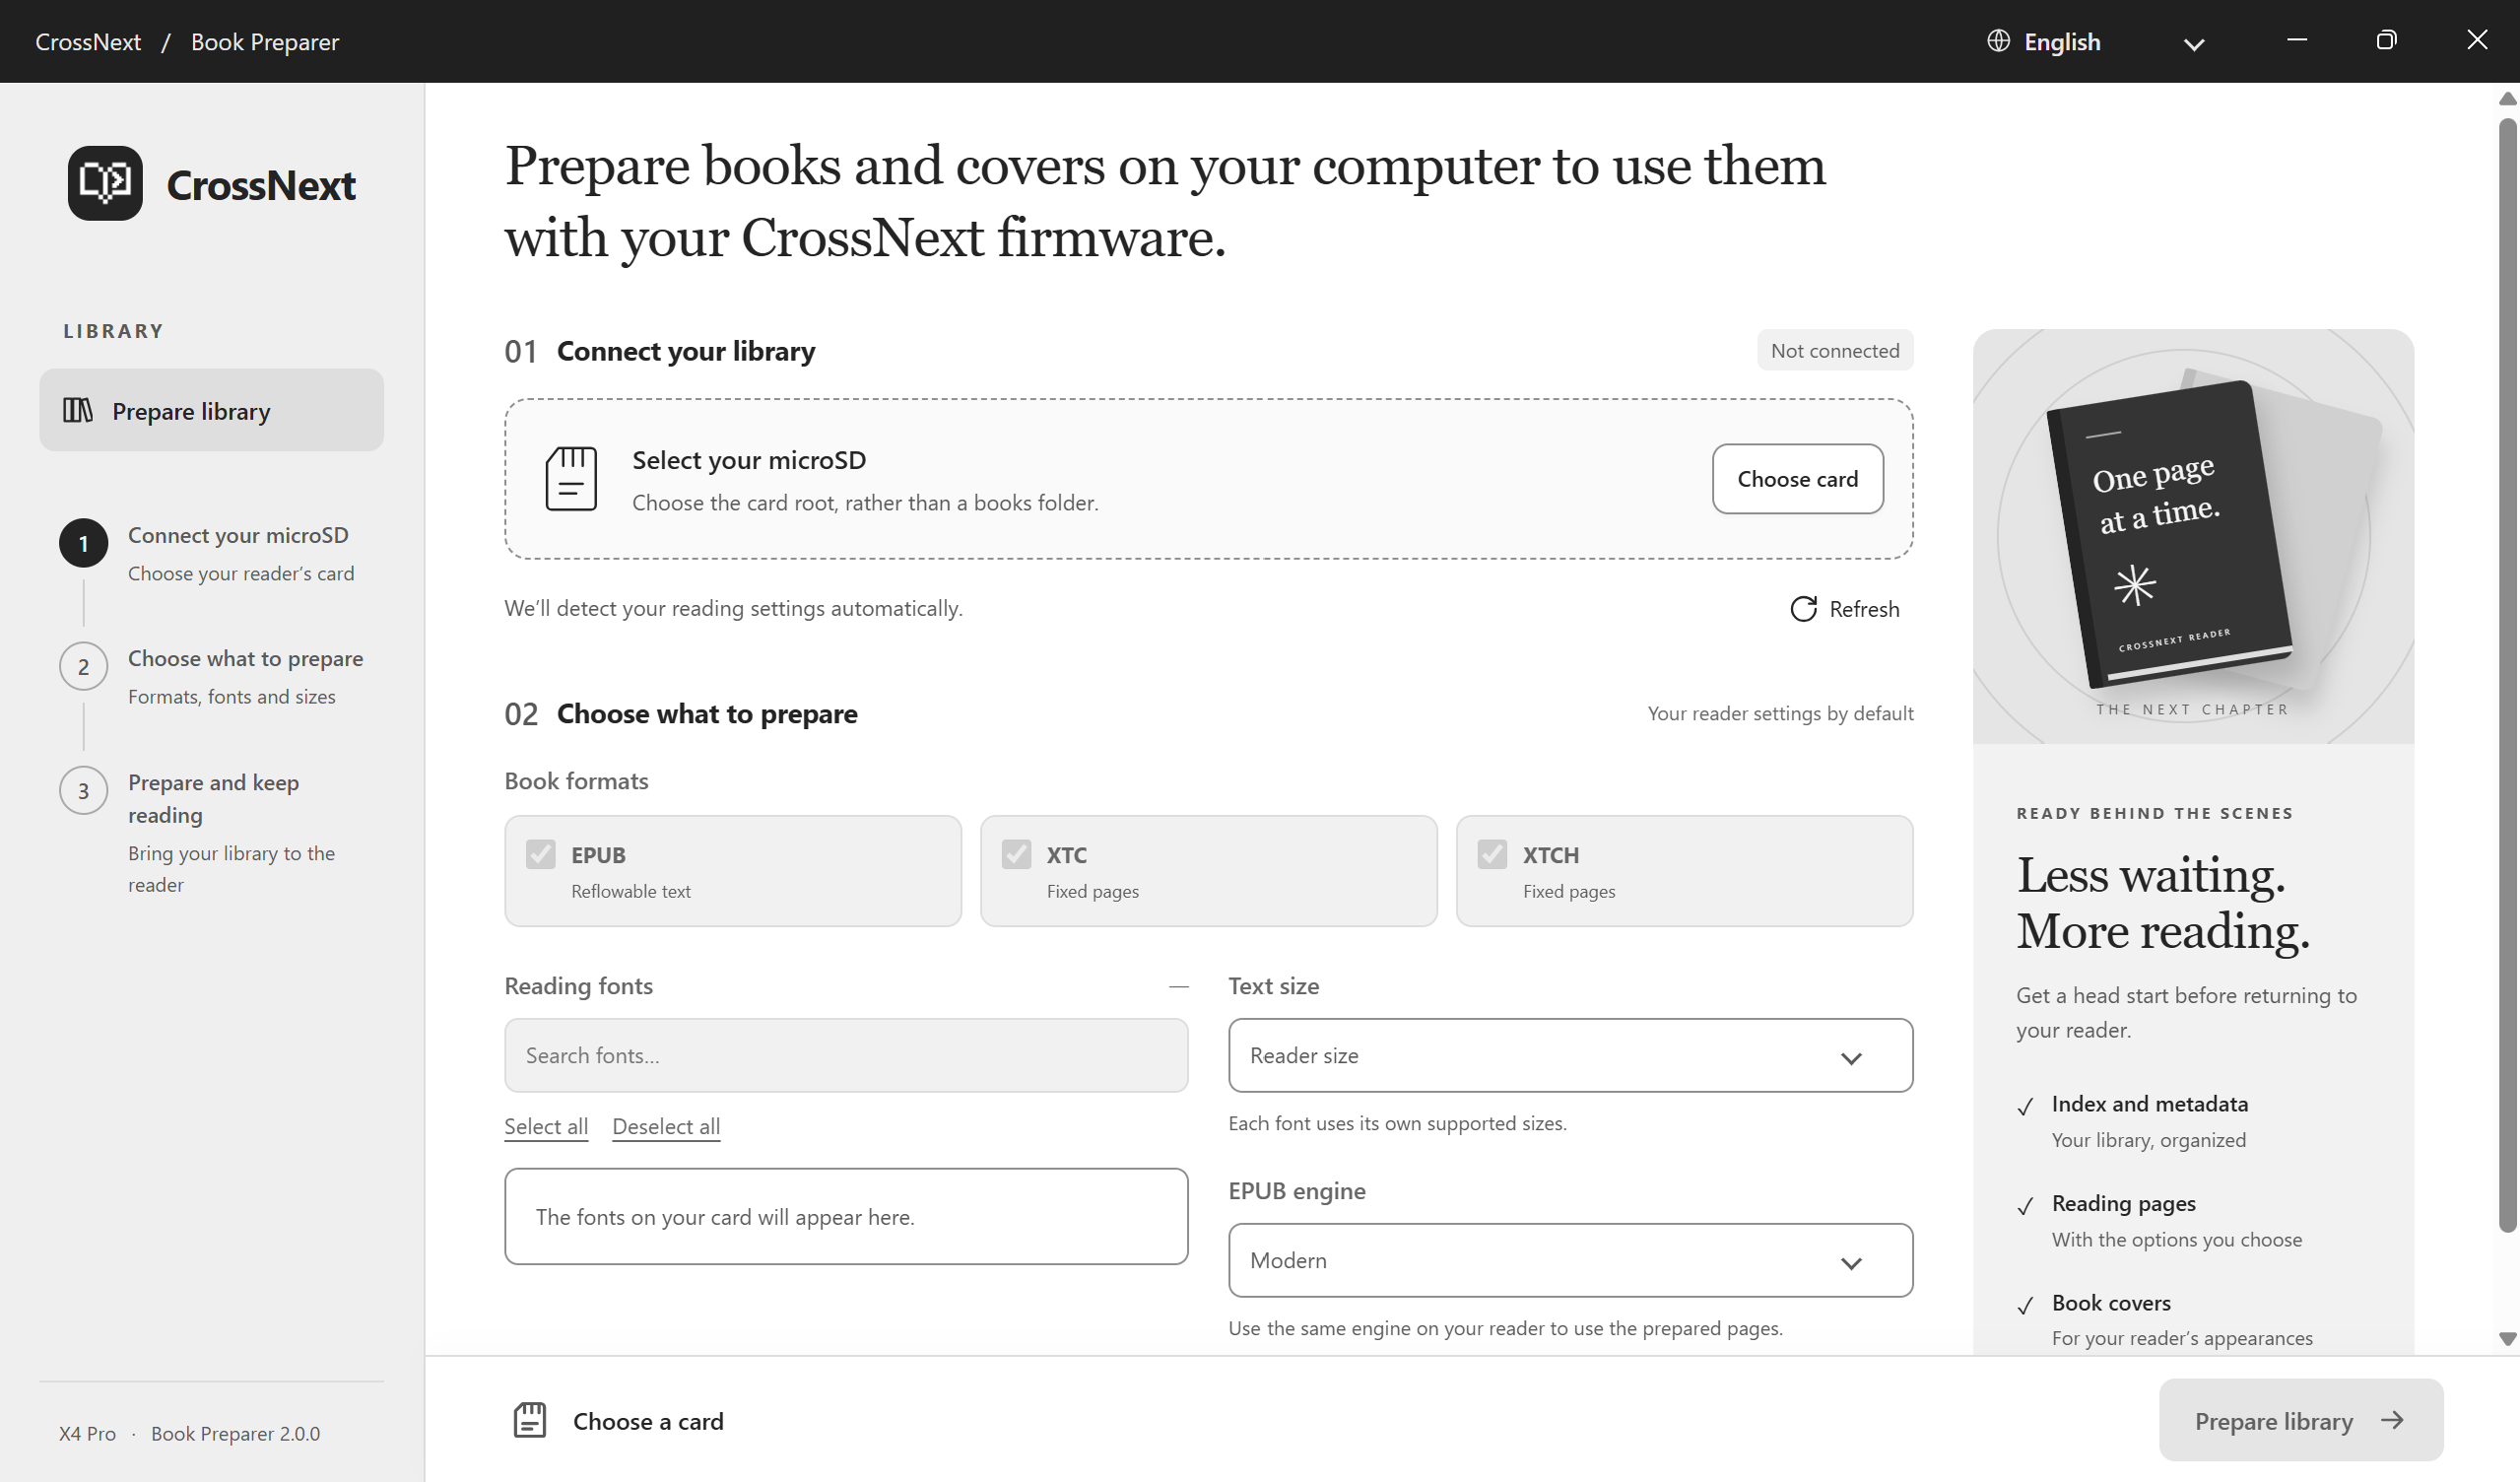 CrossNext / Book Preparer
English
CrossNext
LIBRARY
Prepare library
1
Connect your microSD
Choose your reader’s card
2
Choose what to prepare
Formats, fonts and sizes
3
Prepare and keep
reading
Bring your library to the
reader
X4 Pro · Book Preparer 2.0.0
Prepare books and covers on your computer to use them
with your CrossNext firmware.
01 Connect your library
Not connected
Select your microSD
Choose the card root, rather than a books folder.
Choose card
We’ll detect your reading settings automatically.
Refresh
02 Choose what to prepare
Your reader settings by default
Book formats
EPUB
Reflowable text
XTC
Fixed pages
XTCH
Fixed pages
Reading fonts
—
Search fonts...
Select all
Deselect all
The fonts on your card will appear here.
Text size
Reader size
Each font uses its own supported sizes.
EPUB engine
Modern
Use the same engine on your reader to use the prepared pages.
One page
at a time.
CROSSNEXT READER
THE NEXT CHAPTER
READY BEHIND THE SCENES
Less waiting.
More reading.
Get a head start before returning to
your reader.
Index and metadata
Your library, organized
Reading pages
With the options you choose
Book covers
For your reader’s appearances
Choose a card
Prepare library